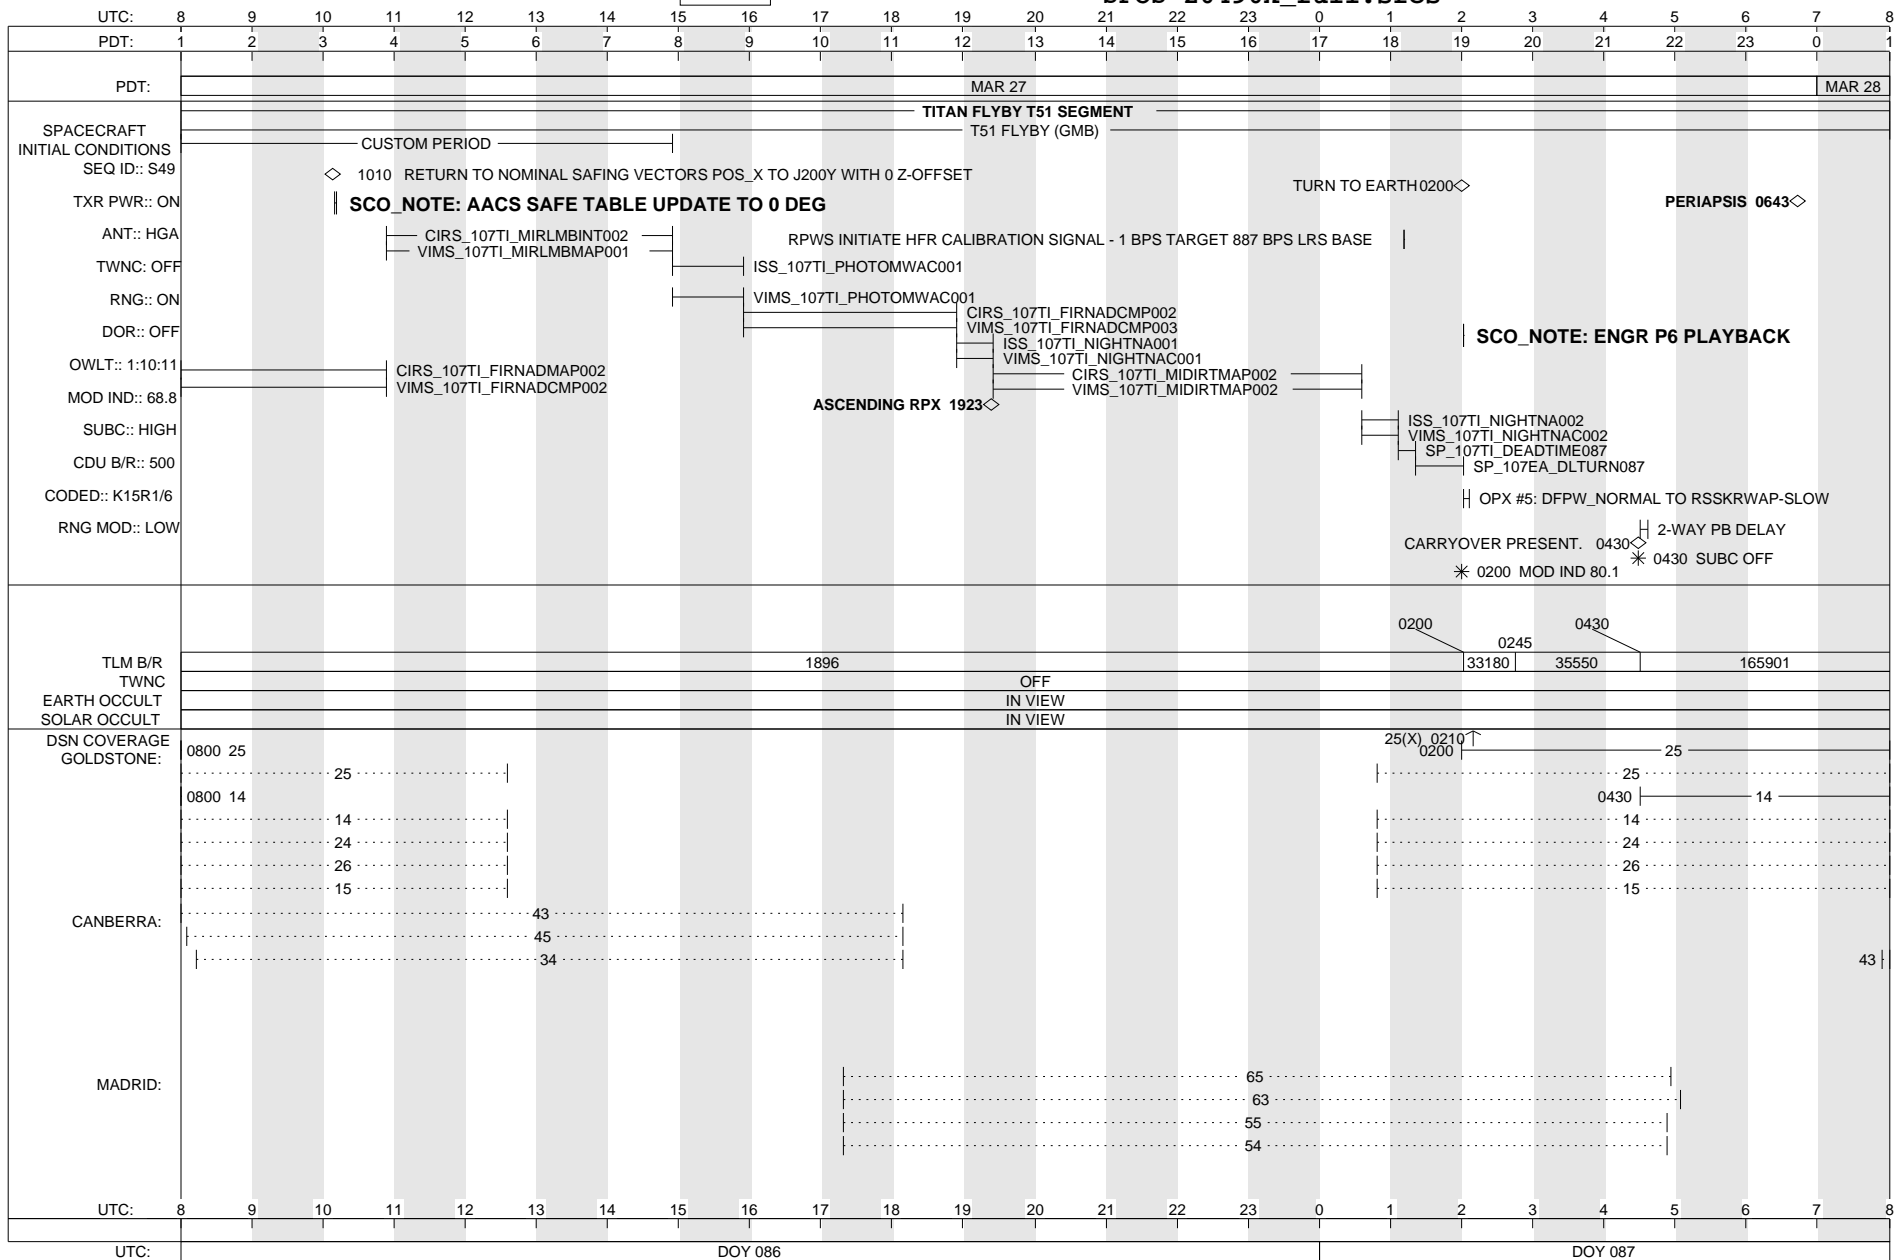 UTC: 8 9 10 11 12 13 14 15 16 17 18 19 20 21 22 23 0 1 2 3 4 5 6 7 8
PDT: 1 2 3 4 5 6 7 8 9 10 11 12 13 14 15 16 17 18 19 20 21 22 23 0 1
PDT: MAR 27 MAR 28
TITAN FLYBY T51 SEGMENT
SPACECRAFT INITIAL CONDITIONS
T51 FLYBY (GMB)
CUSTOM PERIOD
SEQ ID:: S49
1010 RETURN TO NOMINAL SAFING VECTORS POS_X TO J200Y WITH 0 Z-OFFSET
TURN TO EARTH 0200
TXR PWR:: ON
SCO_NOTE: AACS SAFE TABLE UPDATE TO 0 DEG
PERIAPSIS 0643
ANT:: HGA
CIRS_107TI_MIRLMBINT002
RPWS INITIATE HFR CALIBRATION SIGNAL - 1 BPS TARGET 887 BPS LRS BASE
VIMS_107TI_MIRLMBMAP001
TWNC: OFF
ISS_107TI_PHOTOMWAC001
RNG:: ON
VIMS_107TI_PHOTOMWAC001
CIRS_107TI_FIRNADCMP002
VIMS_107TI_FIRNADCMP003
DOR:: OFF
SCO_NOTE: ENGR P6 PLAYBACK
ISS_107TI_NIGHTNA001
VIMS_107TI_NIGHTNAC001
OWLT:: 1:10:11
CIRS_107TI_FIRNADMAP002
CIRS_107TI_MIDIRTMAP002
VIMS_107TI_FIRNADCMP002
VIMS_107TI_MIDIRTMAP002
MOD IND:: 68.8
ASCENDING RPX 1923
ISS_107TI_NIGHTNA002
SUBC:: HIGH
VIMS_107TI_NIGHTNAC002
SP_107TI_DEADTIME087
CDU B/R:: 500
SP_107EA_DLTURN087
CODED:: K15R1/6
OPX #5: DFPW_NORMAL TO RSSKRWAP-SLOW
RNG MOD:: LOW
2-WAY PB DELAY
CARRYOVER PRESENT. 0430
0430 SUBC OFF
0200 MOD IND 80.1
0200 0430
0245
TLM B/R 1896 33180 35550 165901
TWNC OFF
EARTH OCCULT IN VIEW
SOLAR OCCULT IN VIEW
DSN COVERAGE
25(X) 0210
GOLDSTONE: 0800 25 0200 25
25 25
0800 14 0430 14
14 14
24 24
26 26
15 15
CANBERRA: 43
45
34 43
MADRID: 65
63
55
54
UTC: 8 9 10 11 12 13 14 15 16 17 18 19 20 21 22 23 0 1 2 3 4 5 6 7 8
UTC: DOY 086 DOY 087